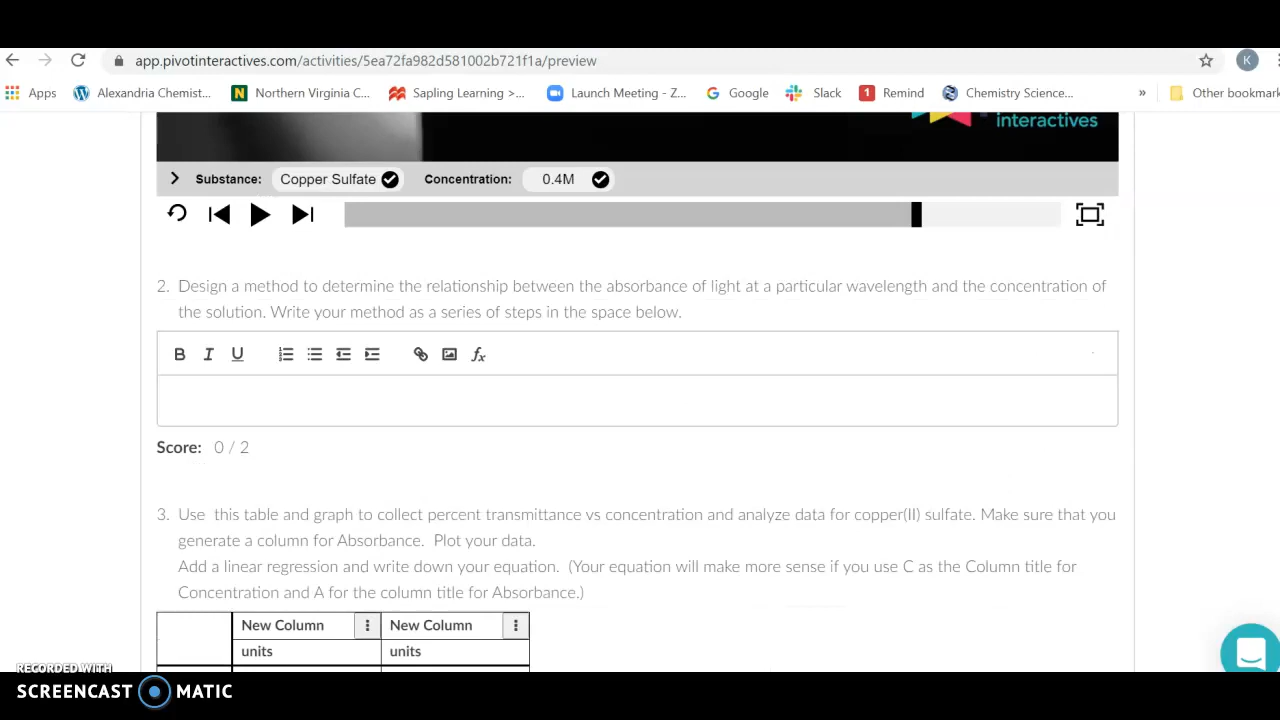 app.pivotinteractives.com/activities/5ea72fa982d581002b721f1a/preview K
Apps Alexandria Chemist... N Northern Virginia C... Sapling Learning >... Launch Meeting - Z... G Google Slack 1 Remind Chemistry Science... » Other bookmark
interactives
Substance: Copper Sulfate Concentration: 0.4M
2. Design a method to determine the relationship between the absorbance of light at a particular wavelength and the concentration of
the solution. Write your method as a series of steps in the space below.
B I U fx
Score: 0 / 2
3. Use this table and graph to collect percent transmittance vs concentration and analyze data for copper(II) sulfate. Make sure that you
generate a column for Absorbance. Plot your data.
Add a linear regression and write down your equation. (Your equation will make more sense if you use C as the Column title for
Concentration and A for the column title for Absorbance.)
New Column New Column
units units
RECORDED WITH
SCREENCAST MATIC